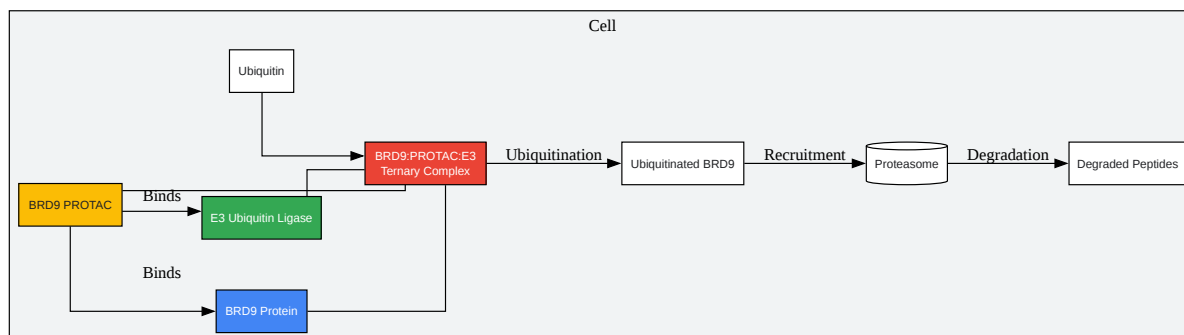 Cell
Ubiquitin
BRD9:PROTAC:E3
Ternary Complex
Ubiquitination
Ubiquitinated BRD9
Recruitment
Proteasome
Degradation
Degraded Peptides
BRD9 PROTAC
Binds
E3 Ubiquitin Ligase
Binds
BRD9 Protein